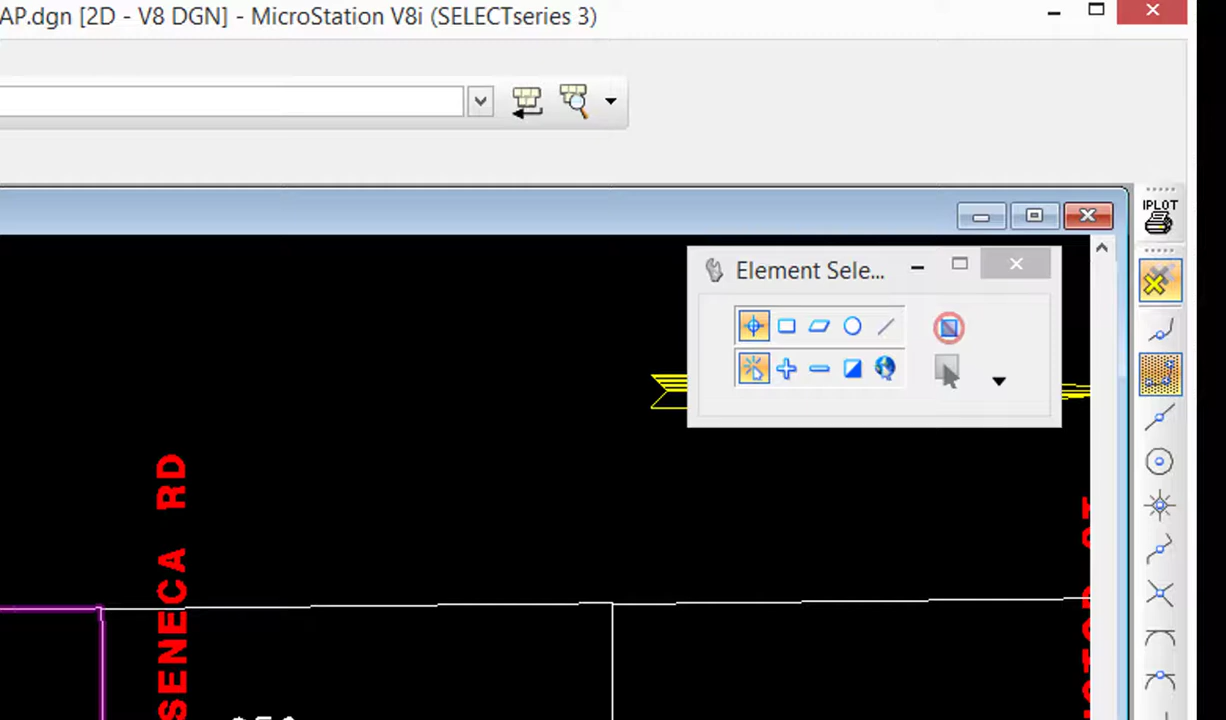 AP.dgn [2D - V8 DGN] - MicroStation V8i (SELECTseries 3)
IPLOT
Element Sele...
SENECA RD